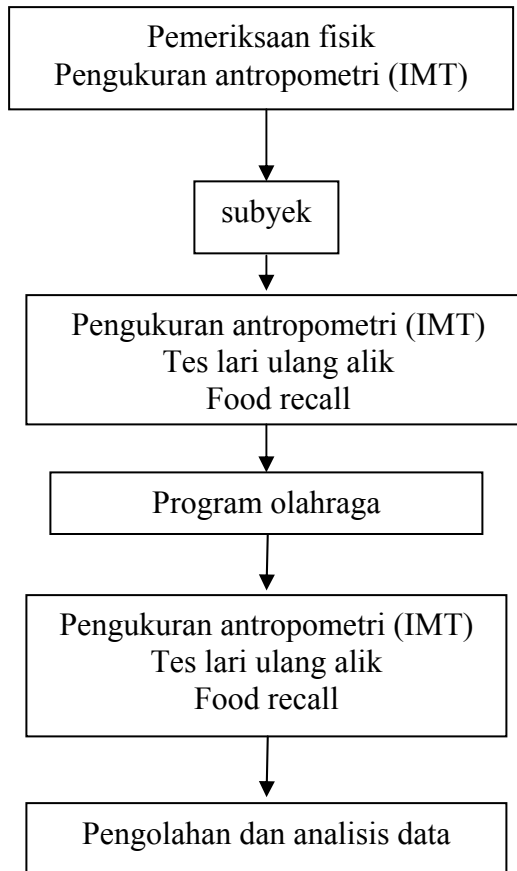 Pemeriksaan fisik
Pengukuran antropometri (IMT)
subyek
Pengukuran antropometri (IMT)
Tes lari ulang alik
Food recall
Program olahraga
Pengukuran antropometri (IMT)
Tes lari ulang alik
Food recall
Pengolahan dan analisis data